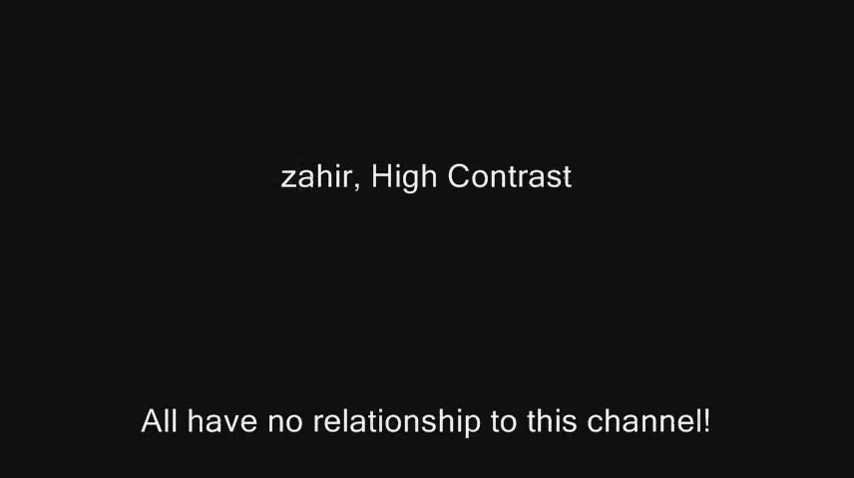 zahir, High Contrast
All have no relationship to this channel!